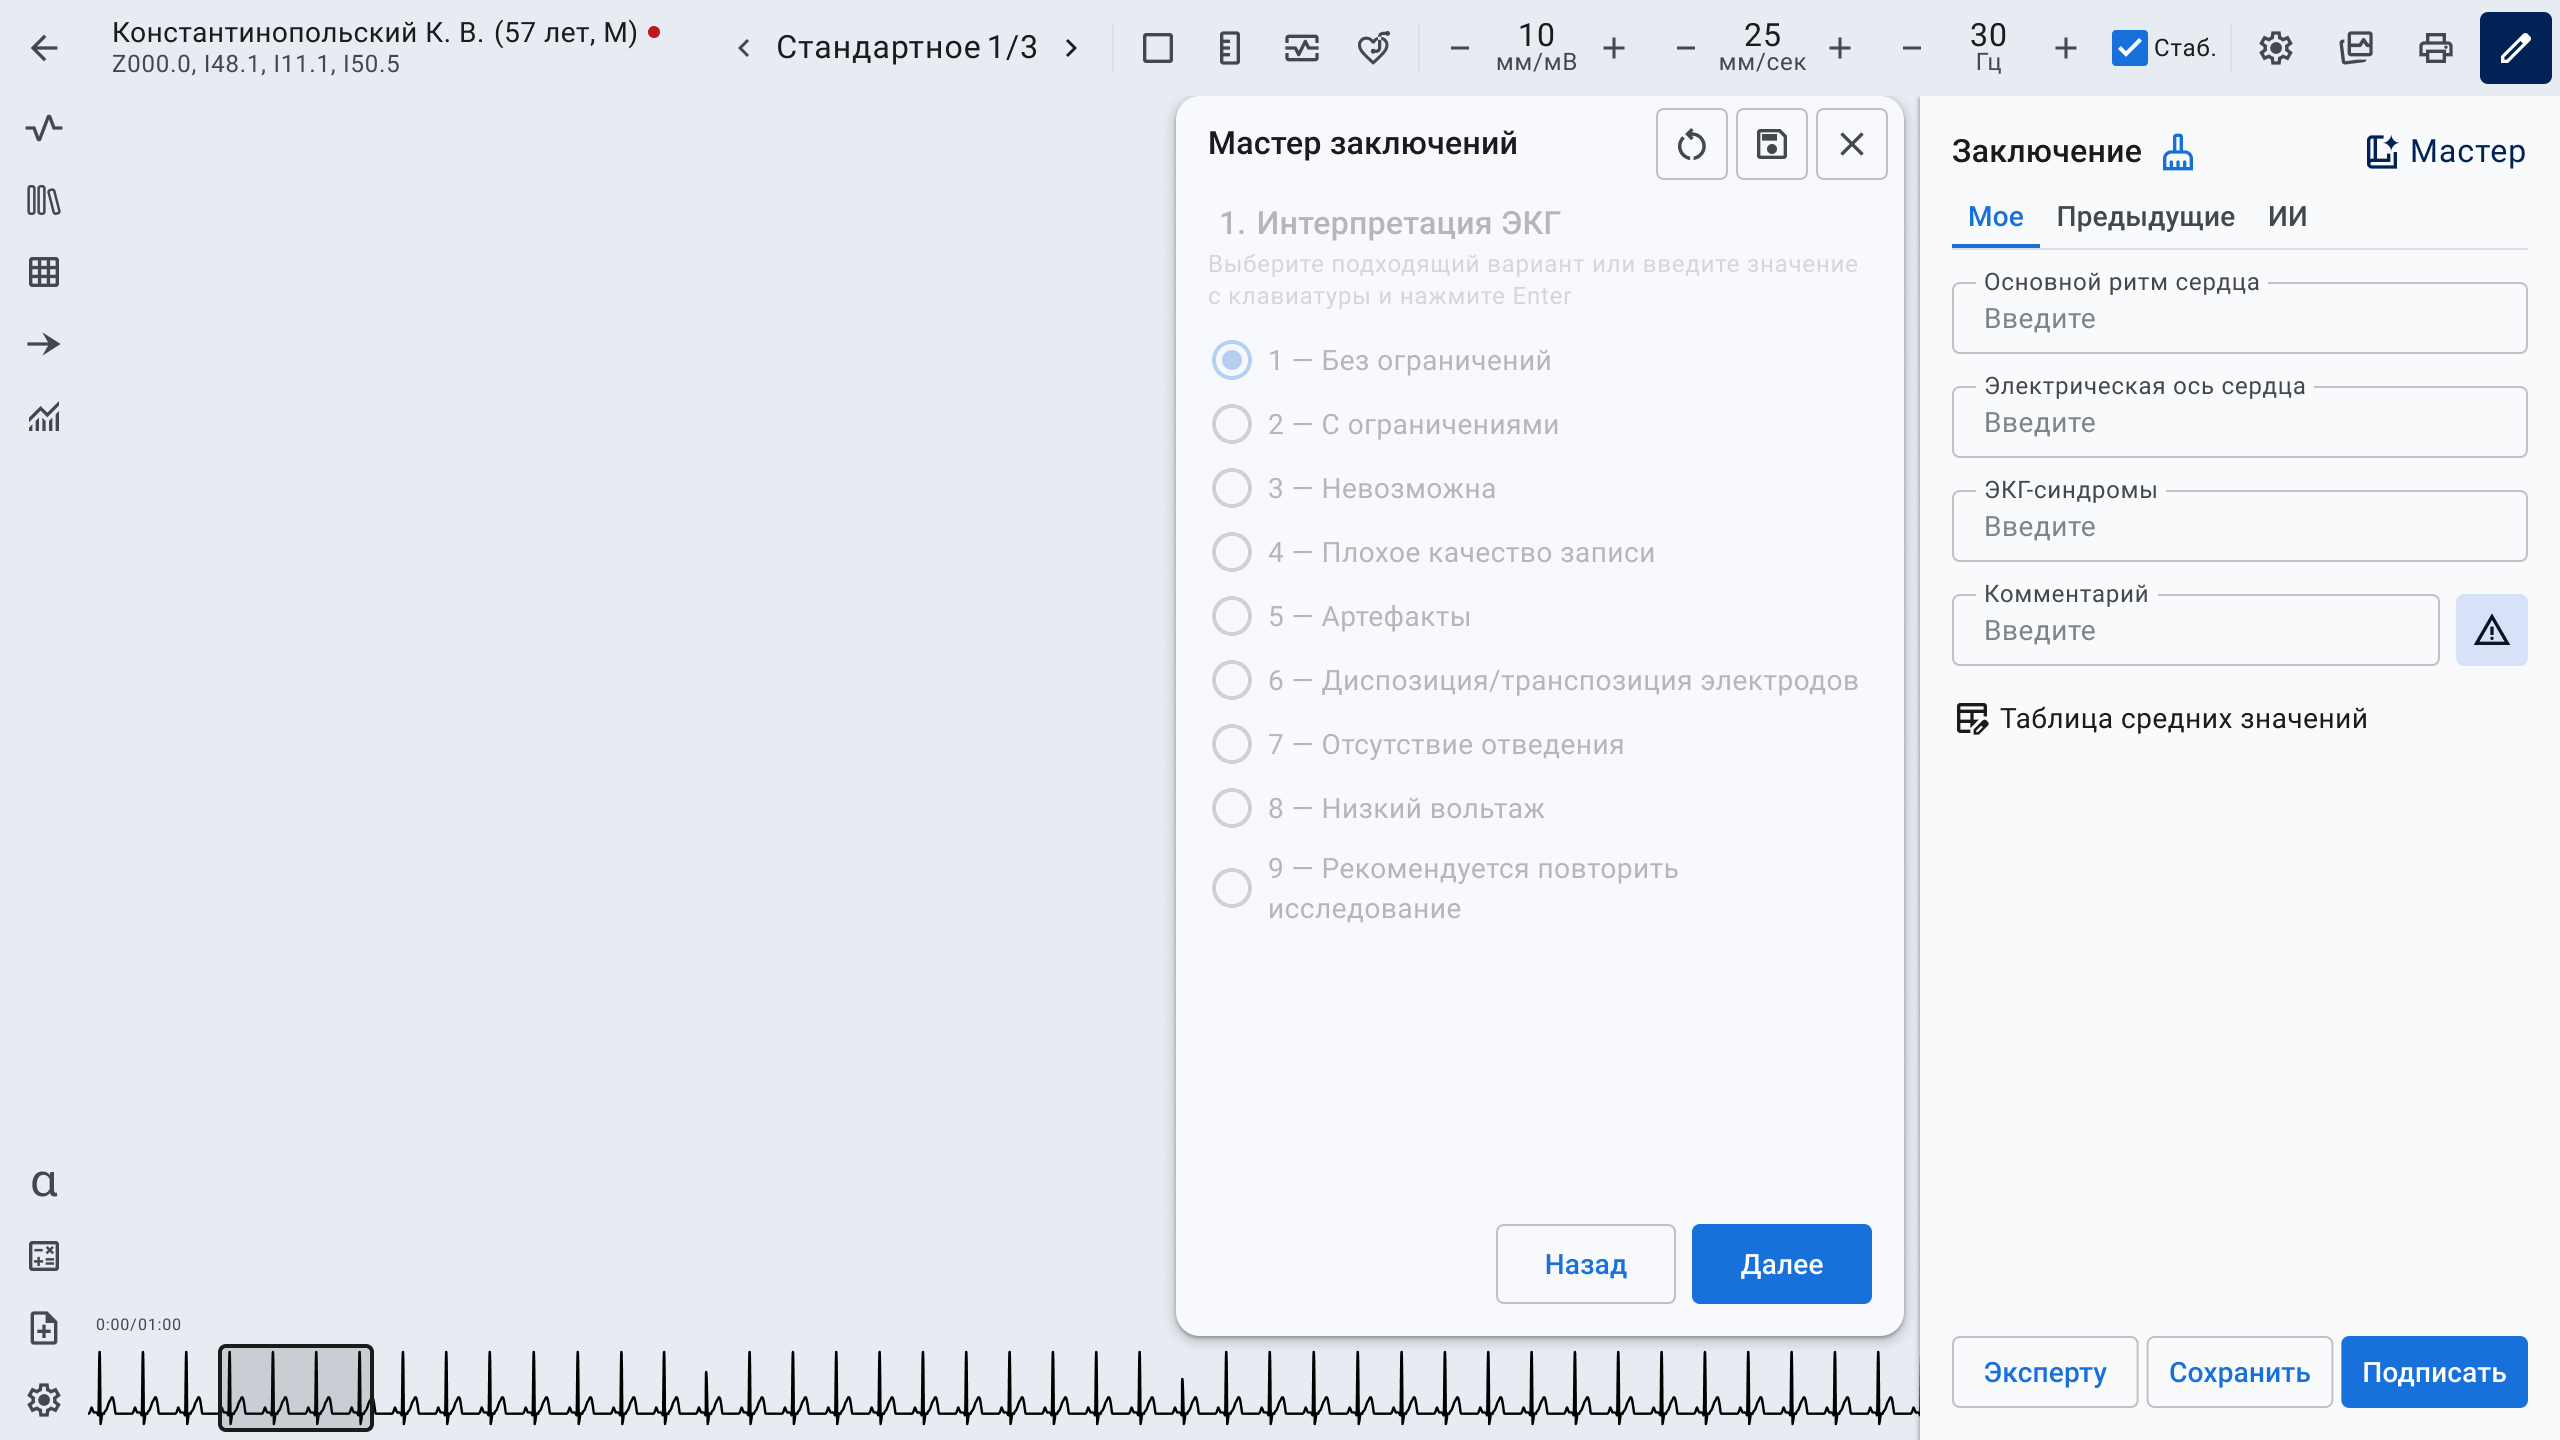 Константинопольский К. В. (57 лет, М)
Z000.0, I48.1, I11.1, I50.5
Стандартное 1/3
10
мм/мВ
25
мм/сек
30
Гц
Стаб.
Мастер заключений
1. Интерпретация ЭКГ
Выберите подходящий вариант или введите значение
с клавиатуры и нажмите Enter
1 — Без ограничений
2 — С ограничениями
3 — Невозможна
4 — Плохое качество записи
5 — Артефакты
6 — Диспозиция/транспозиция электродов
7 — Отсутствие отведения
8 — Низкий вольтаж
9 — Рекомендуется повторить
исследование
Назад
Далее
Заключение
Мастер
Мое
Предыдущие
ИИ
Основной ритм сердца
Введите
Электрическая ось сердца
Введите
ЭКГ-синдромы
Введите
Комментарий
Введите
Таблица средних значений
Эксперту
Сохранить
Подписать
α
0:00/01:00